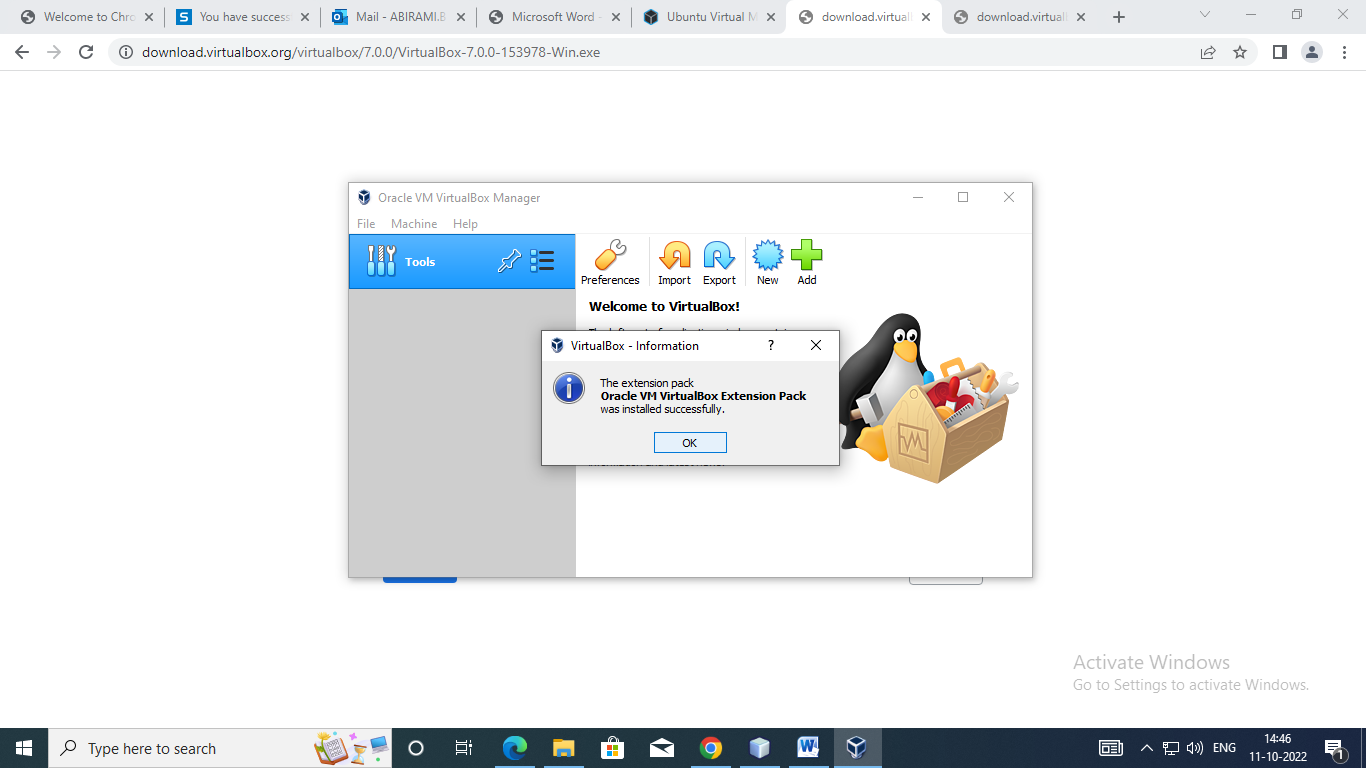 Welcome to Chro
You have success
Mail - ABIRAMI.B
Microsoft Word -
Ubuntu Virtual M
download.virtual
download.virtual
download.virtualbox.org/virtualbox/7.0.0/VirtualBox-7.0.0-153978-Win.exe
Oracle VM VirtualBox Manager
File Machine Help
Tools
Preferences Import Export New Add
Welcome to VirtualBox!
VirtualBox - Information
?
The extension pack
Oracle VM VirtualBox Extension Pack
was installed successfully.
OK
Activate Windows
Go to Settings to activate Windows.
Type here to search
ENG
14:46
11-10-2022
1